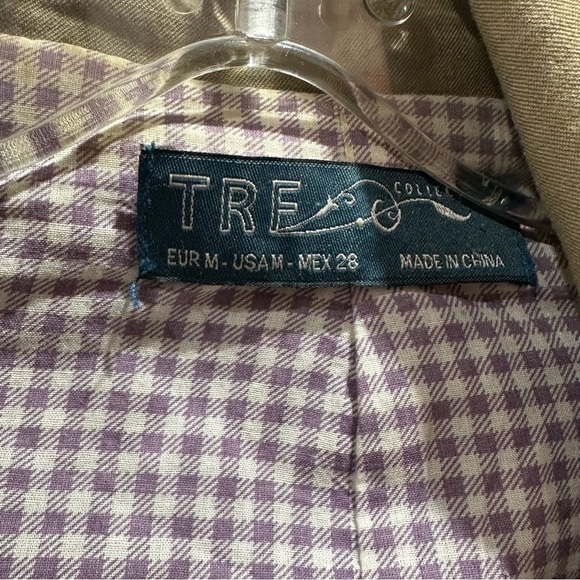 TRF
EUR M - USA M - MEX 28 MADE IN CHINA